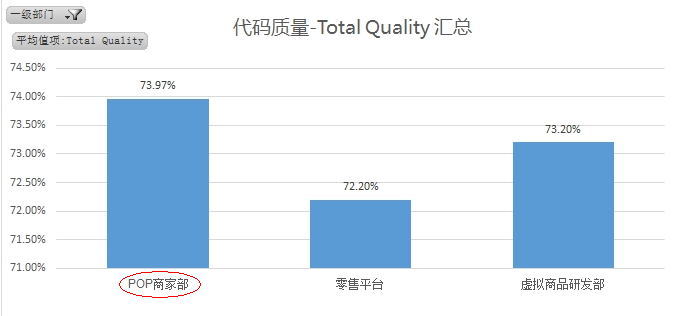 一级部门
代码质量-Total Quality 汇总
平均值项:Total Quality
74.50%
74.00%
73.50%
73.00%
72.50%
72.00%
71.50%
71.00%
73.97%
72.20%
73.20%
POP商家部
零售平台
虚拟商品研发部